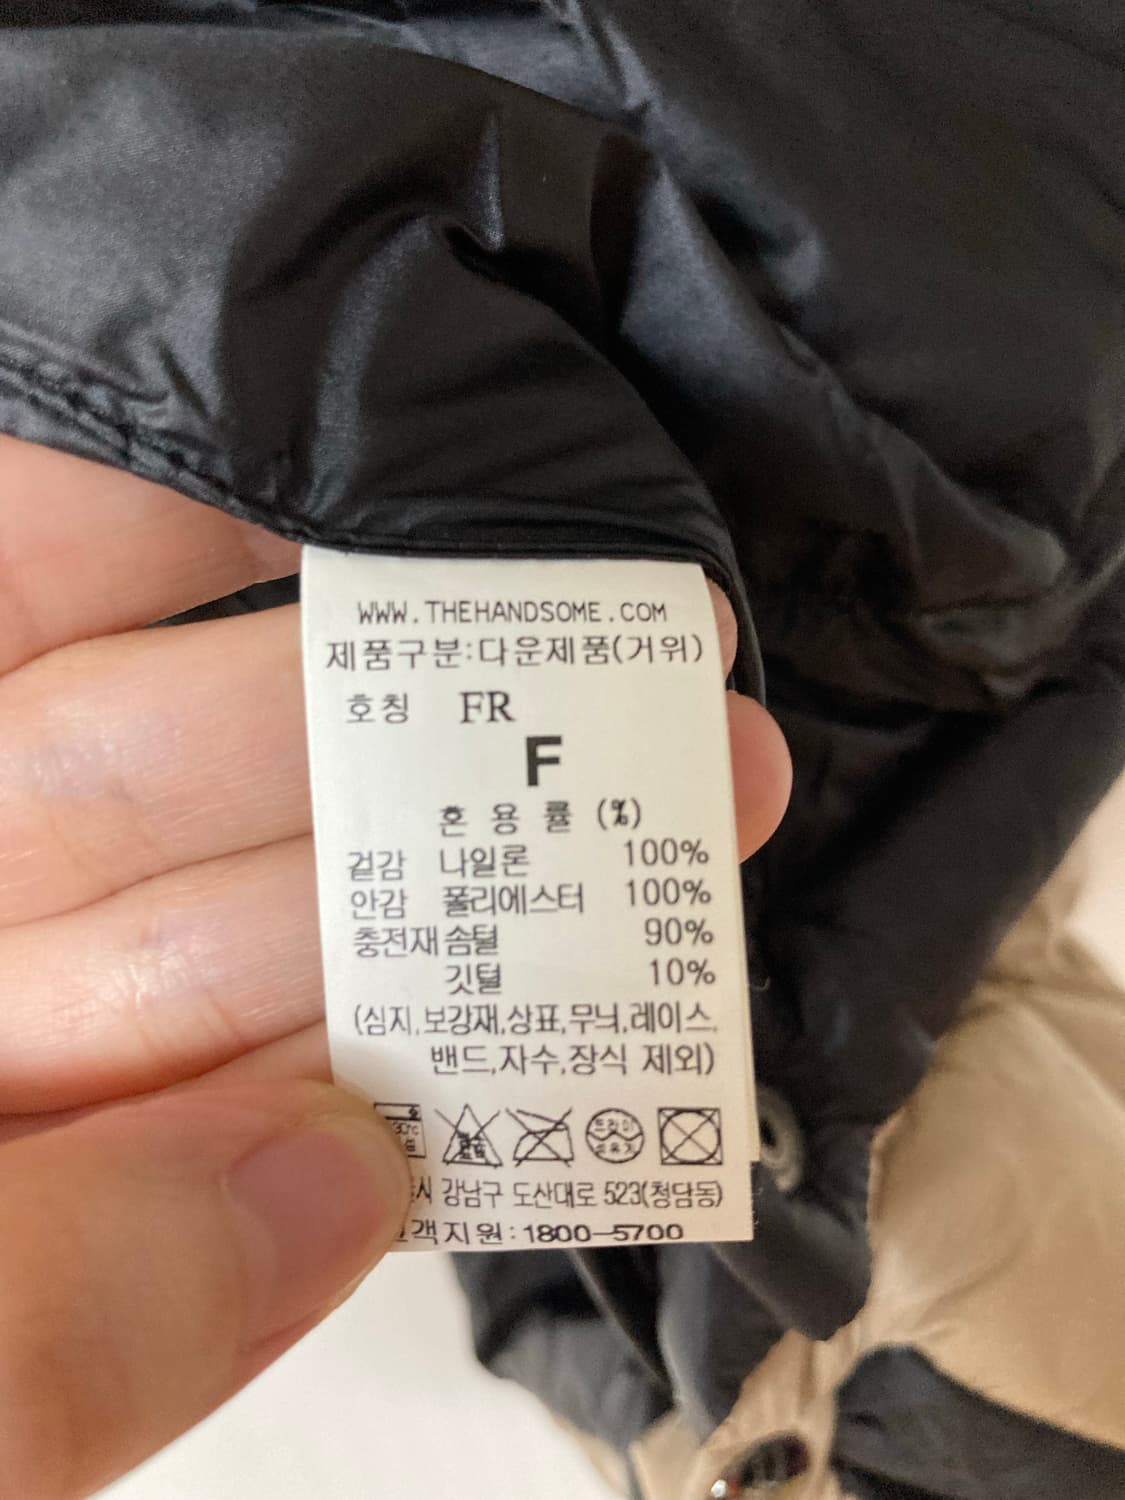 WWW.THEHANDSOME.COM
제품구분:다운제품(거위)
호칭 FR
F
혼 용 률 (%)
겉감 나일론 100%
안감 폴리에스터 100%
충전재 솜털 90%
깃털 10%
(심지,보강재,상표,무늬,레이스,
밴드,자수,장식 제외)
30℃
드라이
강남구 도산대로 523(청담동)
객지원:1800-5700